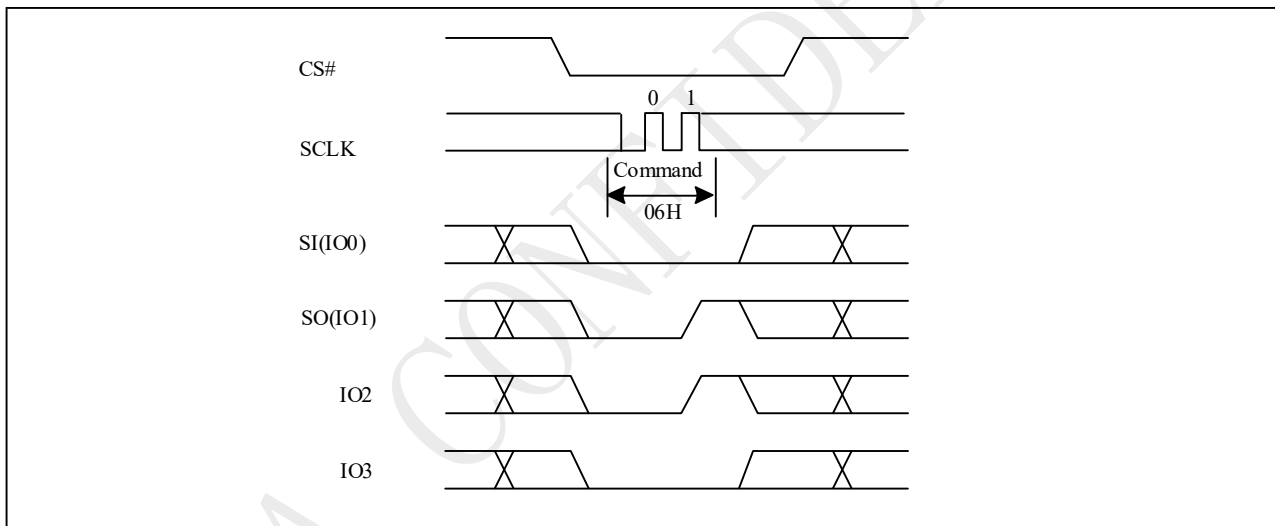 CS#
0 1
SCLK
Command
06H
SI(IO0)
SO(IO1)
IO2
IO3